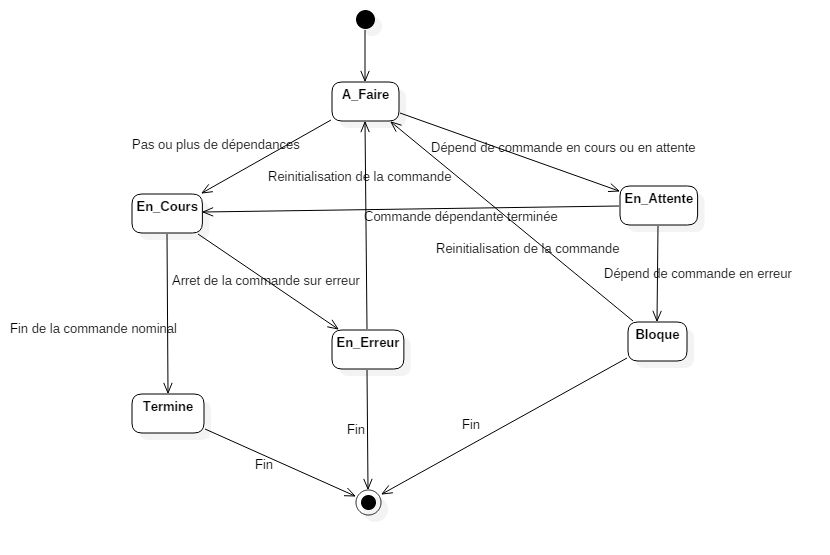 A_Faire
Pas ou plus de dépendances
Dépend de commande en cours ou en attente
Reinitialisation de la commande
En_Cours
En_Attente
Commande dépendante terminée
Reinitialisation de la commande
Arret de la commande sur erreur
Dépend de commande en erreur
Fin de la commande nominal
En_Erreur
Bloque
Termine
Fin
Fin
Fin